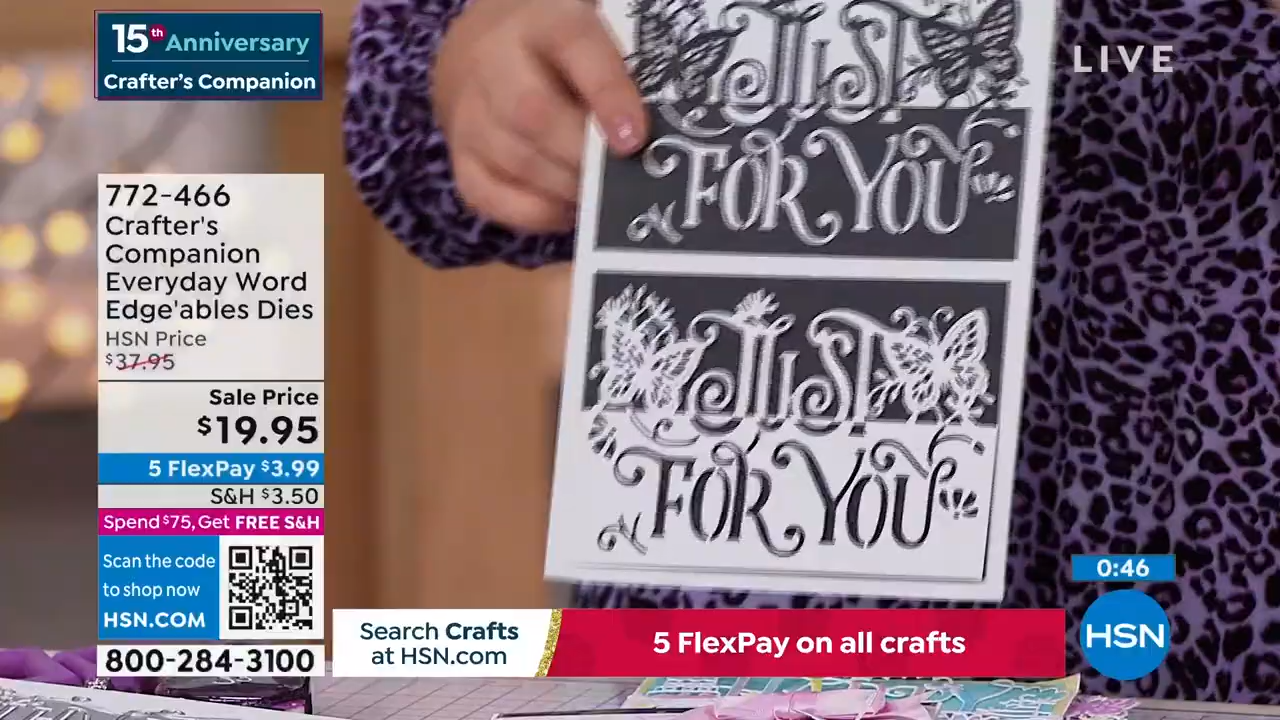 15th Anniversary
Crafter's Companion
LIVE
772-466
Crafter's
Companion
Everyday Word
Edge'ables Dies
HSN Price
$37.95
Sale Price
$19.95
5 FlexPay $3.99
S&H $3.50
Spend $75, Get FREE S&H
Scan the code
to shop now
HSN.COM
800-284-3100
JUST
FOR YOU
JUST
FOR YOU
0:46
HSN
Search Crafts
at HSN.com
5 FlexPay on all crafts